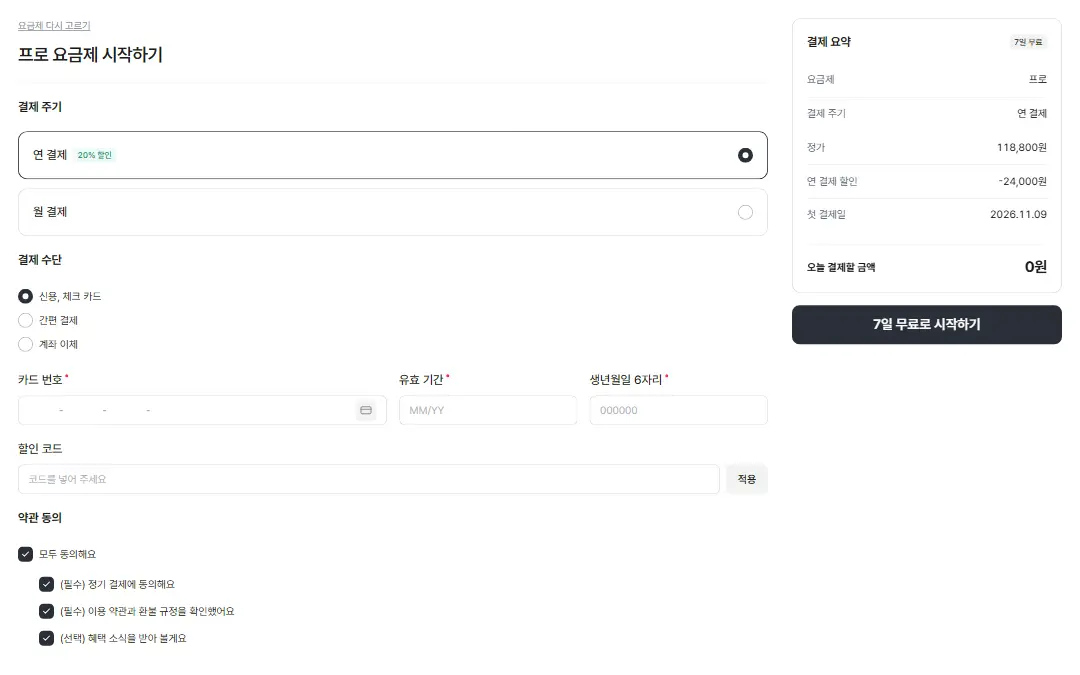 요금제 다시 고르기
프로 요금제 시작하기
결제 주기
연 결제 20% 할인
월 결제
결제 수단
신용, 체크 카드
간편 결제
계좌 이체
카드 번호 *
- - -
유효 기간 *
MM/YY
생년월일 6자리 *
000000
할인 코드
코드를 넣어 주세요
적용
약관 동의
모두 동의해요
(필수) 정기 결제에 동의해요
(필수) 이용 약관과 환불 규정을 확인했어요
(선택) 혜택 소식을 받아 볼게요
결제 요약 7일 무료
요금제 프로
결제 주기 연 결제
정가 118,800원
연 결제 할인 -24,000원
첫 결제일 2026.11.09
오늘 결제할 금액 0원
7일 무료로 시작하기